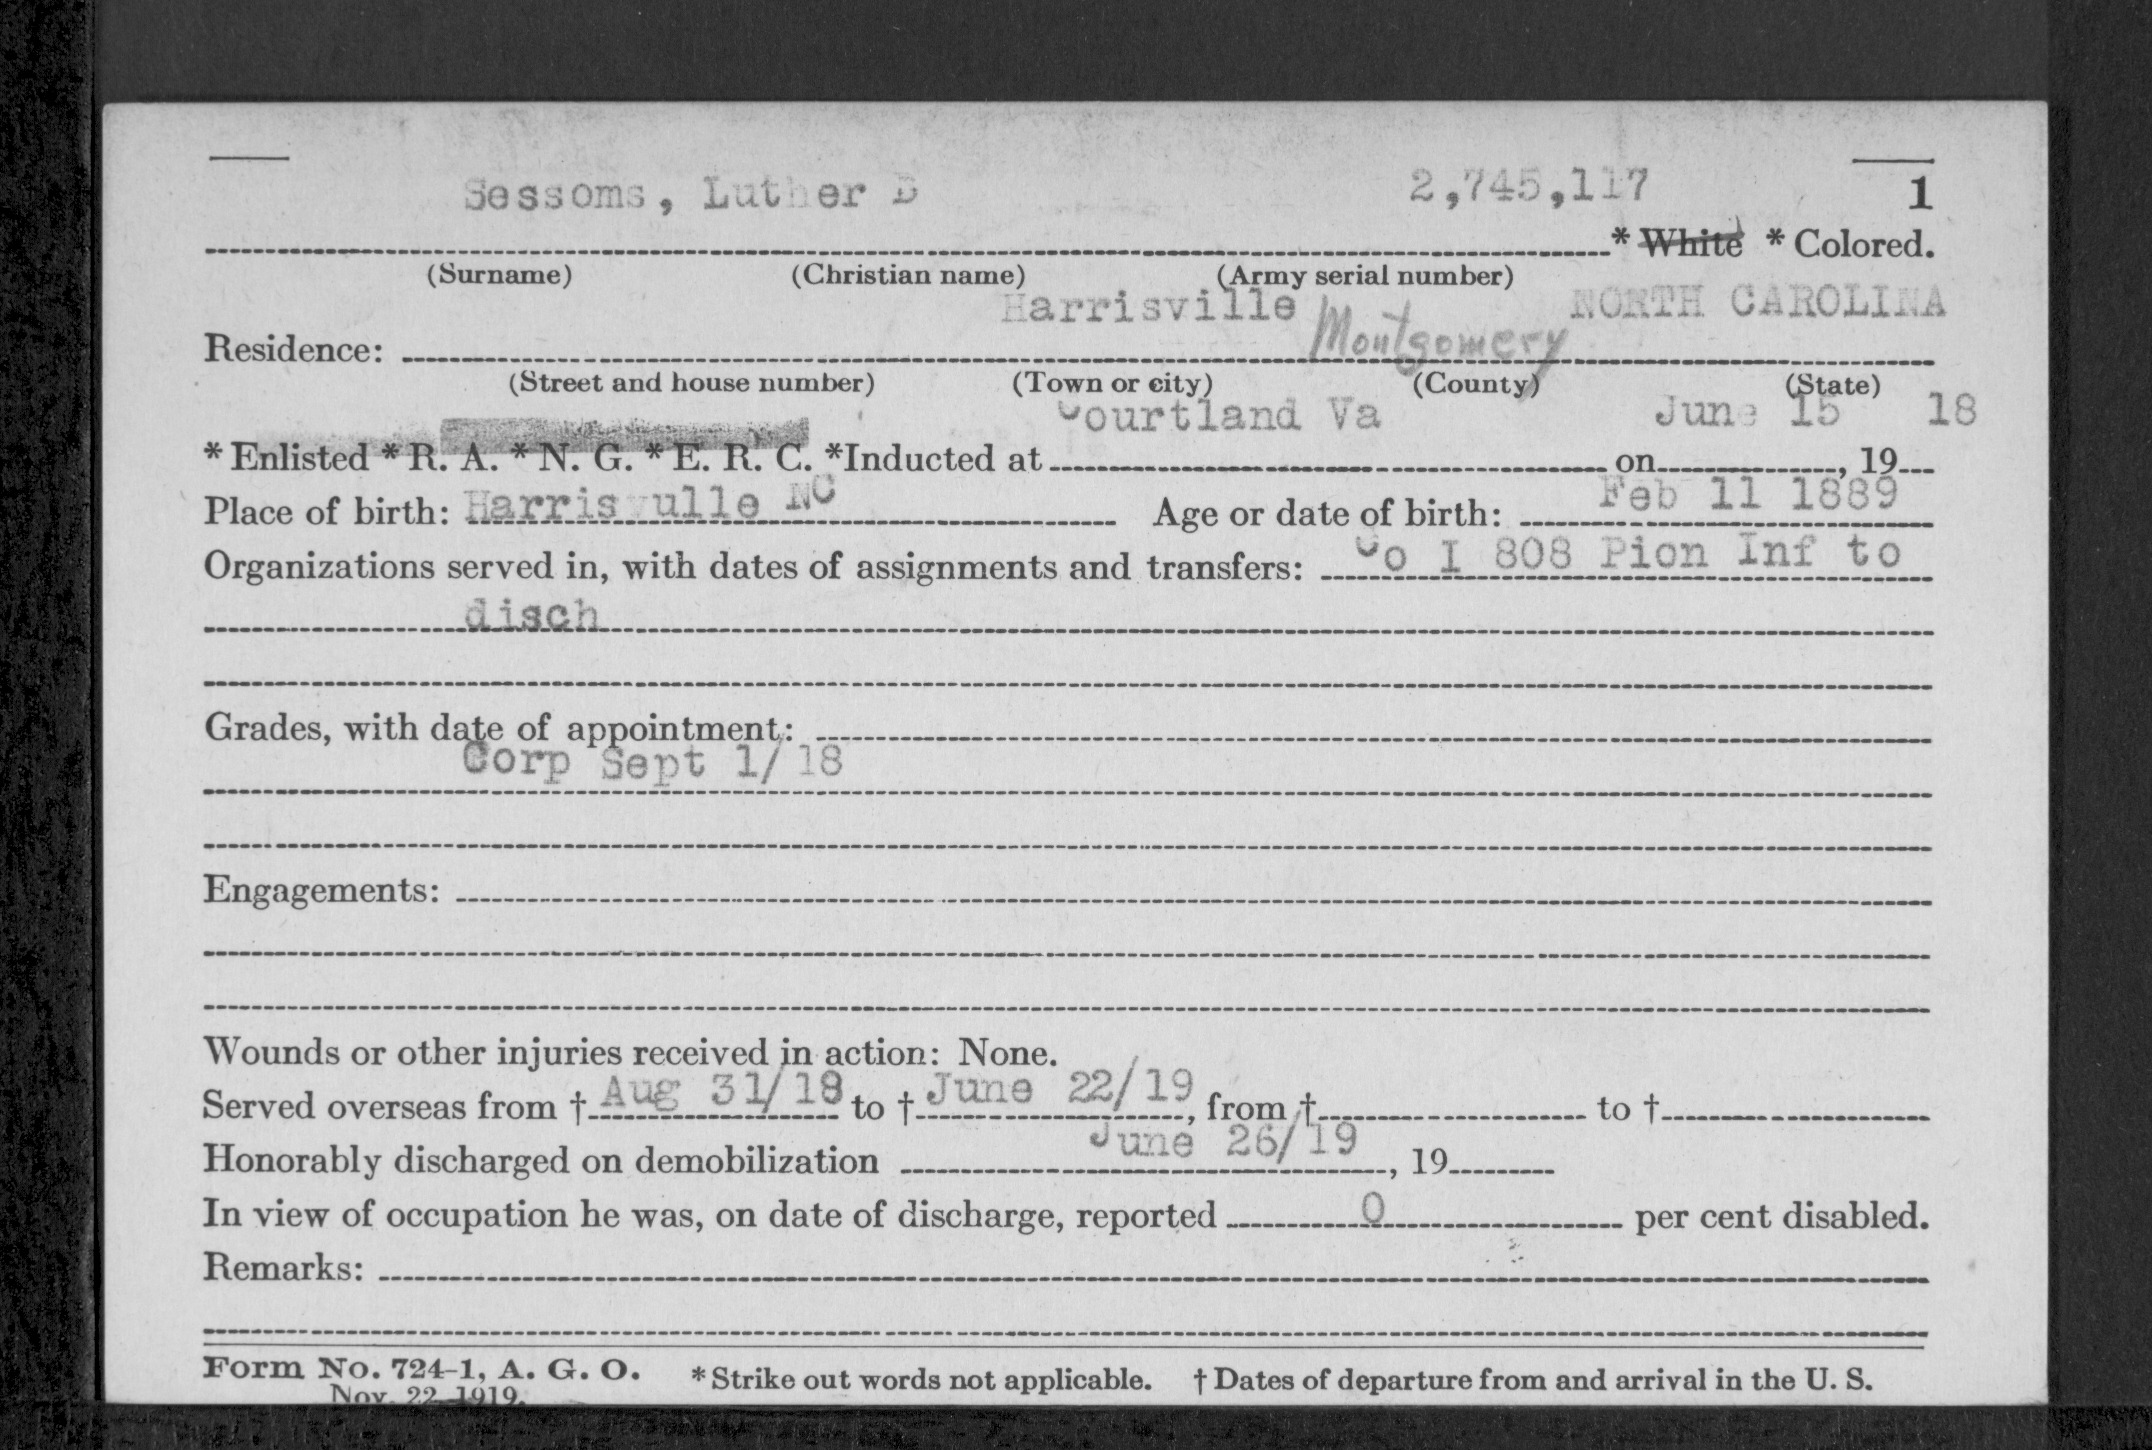 Sessoms, Luther B 2,745,117 1
* White * Colored.
(Surname) (Christian name) (Army serial number)
Harrisville Montgomery NORTH CAROLINA
Residence:
(Street and house number) (Town or city) (County) (State)
Courtland Va June 15 18
* Enlisted * R. A. * N. G. * E. R. C. *Inducted at on , 19
Place of birth: Harrisvulle NC Age or date of birth: Feb 11 1889
Organizations served in, with dates of assignments and transfers: Co I 808 Pion Inf to
disch
Grades, with date of appointment:
Corp Sept 1/18
Engagements:
Wounds or other injuries received in action: None.
Served overseas from † Aug 31/18 to † June 22/19, from † to †
Honorably discharged on demobilization June 26/19, 19
In view of occupation he was, on date of discharge, reported 0 per cent disabled.
Remarks:
Form No. 724-1, A. G. O. * Strike out words not applicable. † Dates of departure from and arrival in the U. S.
Nov. 22, 1919.